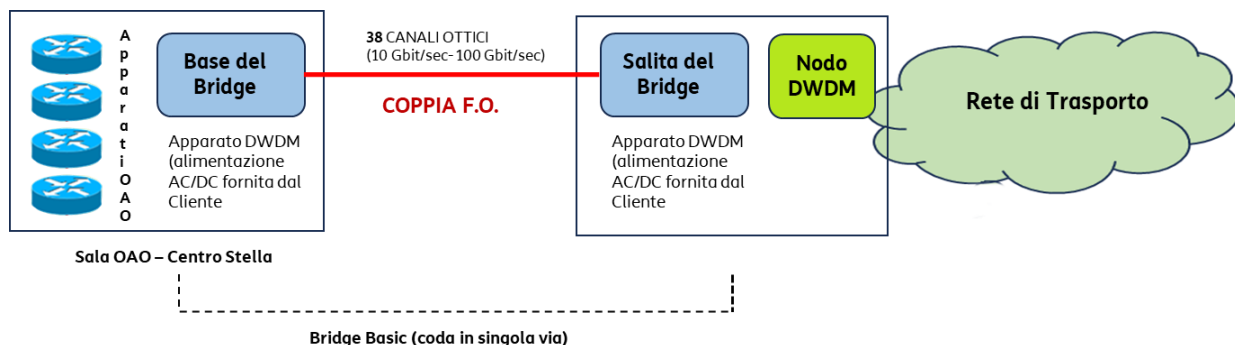 Apparati OAO
Base del
Bridge
Apparato DWDM
(alimentazione
AC/DC fornita dal
Cliente
38 CANALI OTTICI
(10 Gbit/sec-100 Gbit/sec)
COPPIA F.O.
Salita del
Bridge
Apparato DWDM
(alimentazione
AC/DC fornita dal
Cliente
Nodo
DWDM
Rete di Trasporto
Sala OAO – Centro Stella
Bridge Basic (coda in singola via)